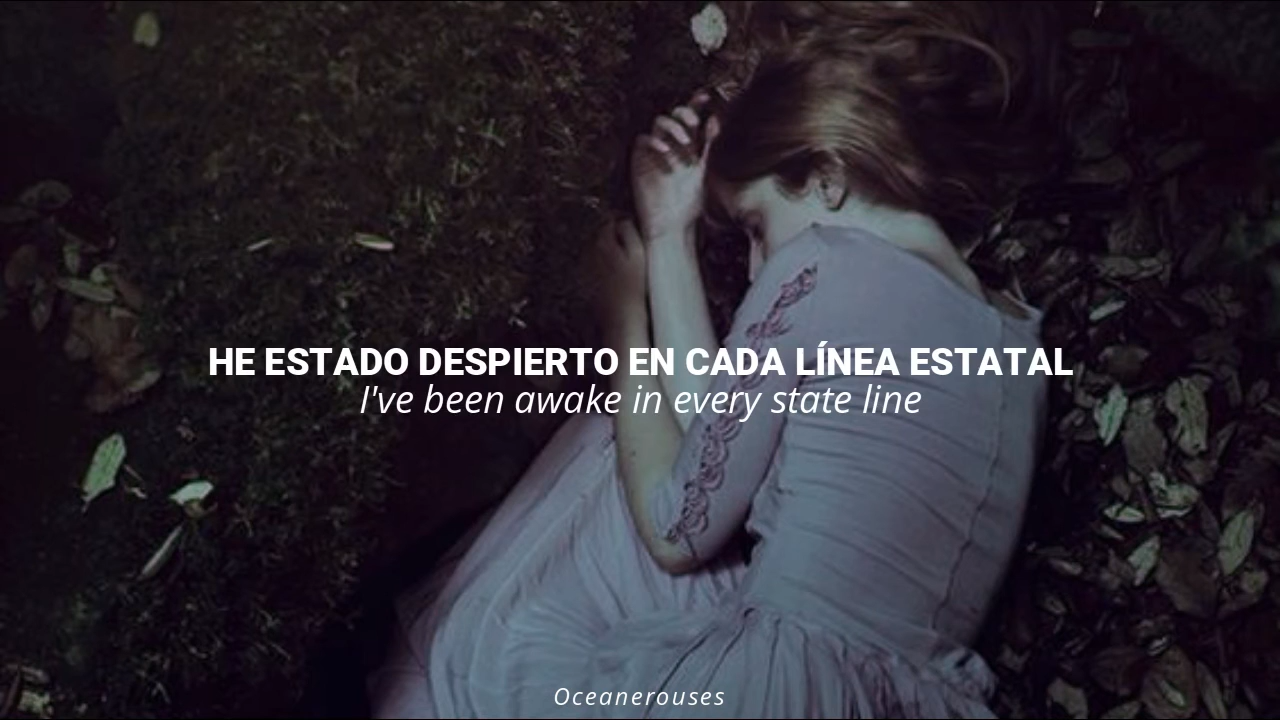 HE ESTADO DESPIERTO EN CADA LÍNEA ESTATAL
I've been awake in every state line
Oceanerouses